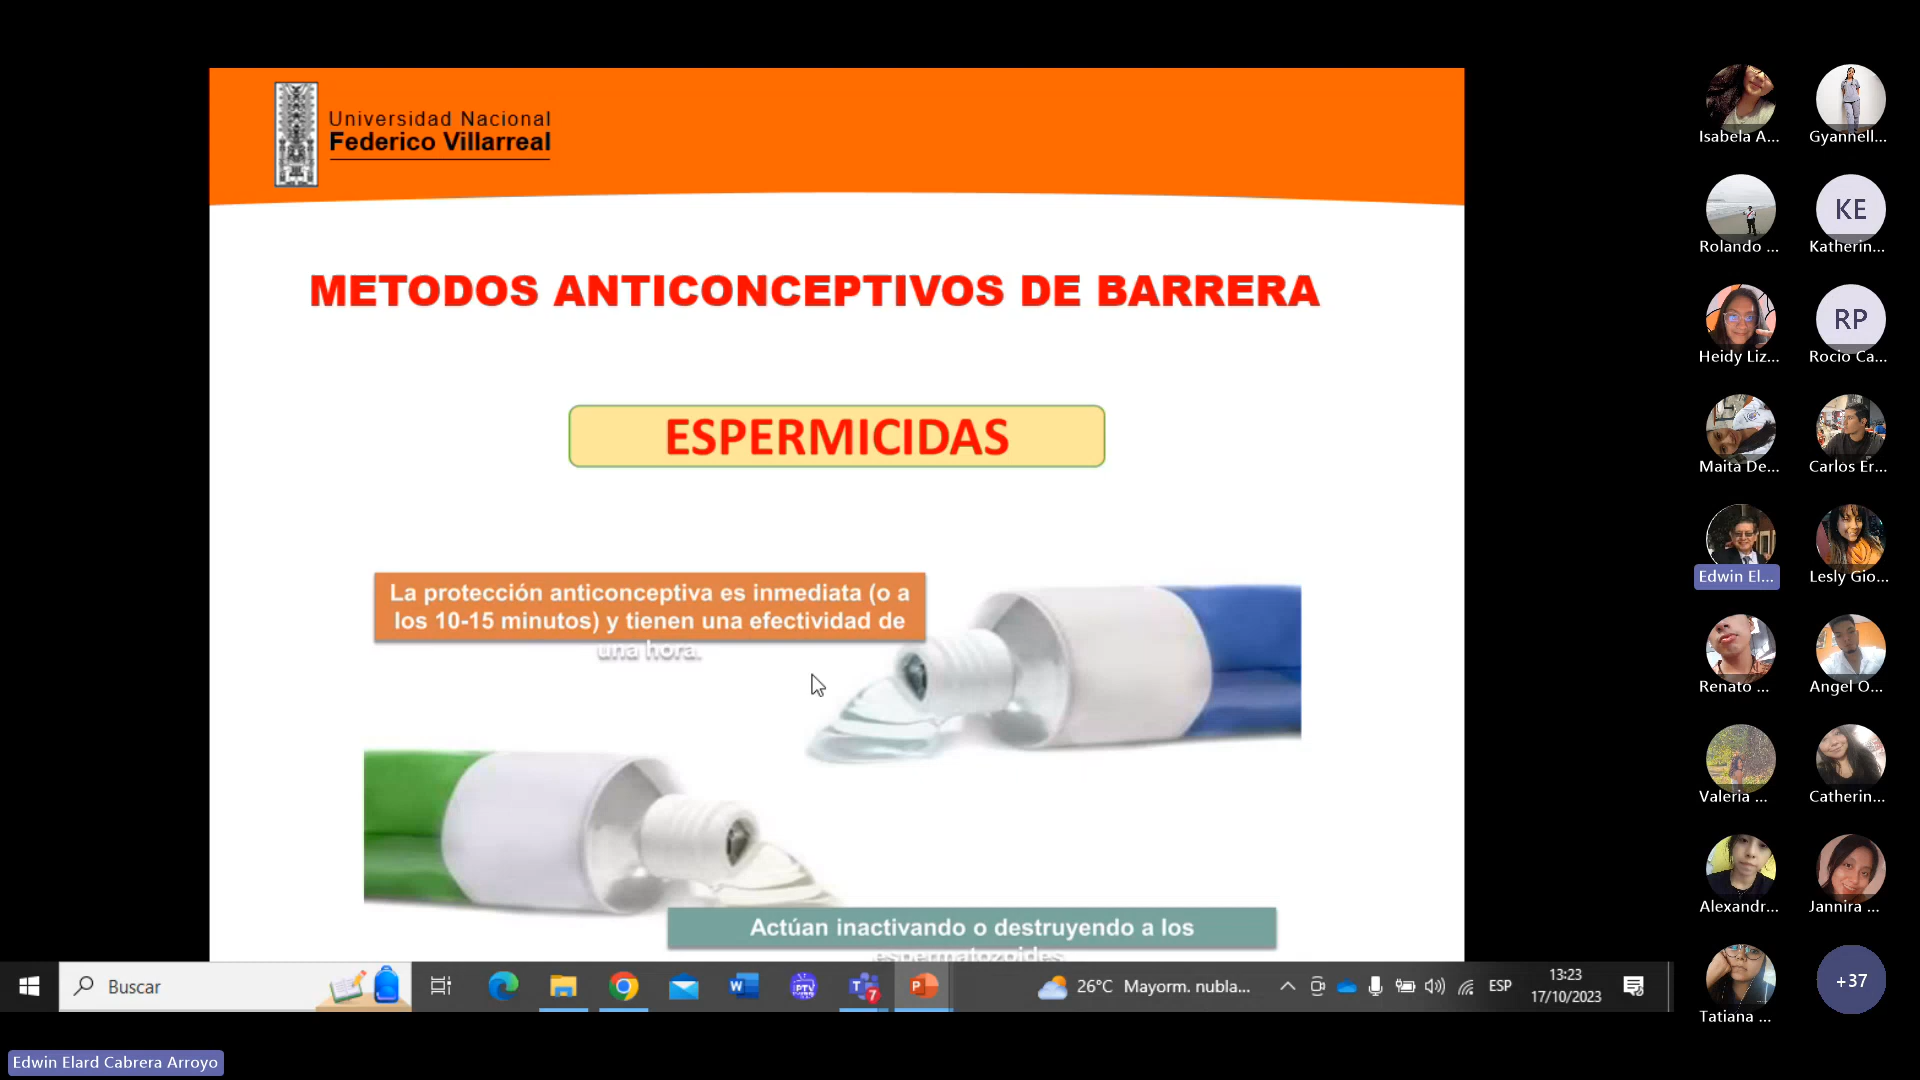 Universidad Nacional
Federico Villarreal
METODOS ANTICONCEPTIVOS DE BARRERA
ESPERMICIDAS
La protección anticonceptiva es inmediata (o a
los 10-15 minutos) y tienen una efectividad de
una hora.
Actúan inactivando o destruyendo a los
espermatozoides
Isabela A...
Gyannell...
Rolando ...
KE
Katherin...
Heidy Liz...
RP
Rocio Ca...
Maita De...
Carlos Er...
Edwin El...
Lesly Gio...
Renato ...
Angel O...
Valeria ...
Catherin...
Alexandr...
Jannira ...
Tatiana ...
+37
Buscar
PTV
7
26°C Mayorm. nubla...
ESP
13:23
17/10/2023
Edwin Elard Cabrera Arroyo